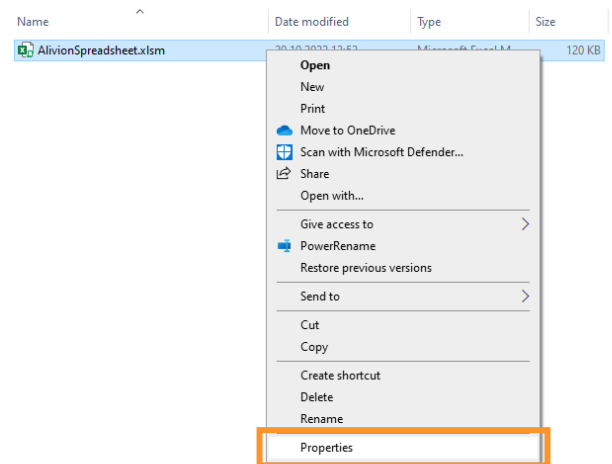 Name Date modified Type Size
AlivionSpreadsheet.xlsm 120 KB
Open
New
Print
Move to OneDrive
Scan with Microsoft Defender...
Share
Open with...
Give access to
PowerRename
Restore previous versions
Send to
Cut
Copy
Create shortcut
Delete
Rename
Properties